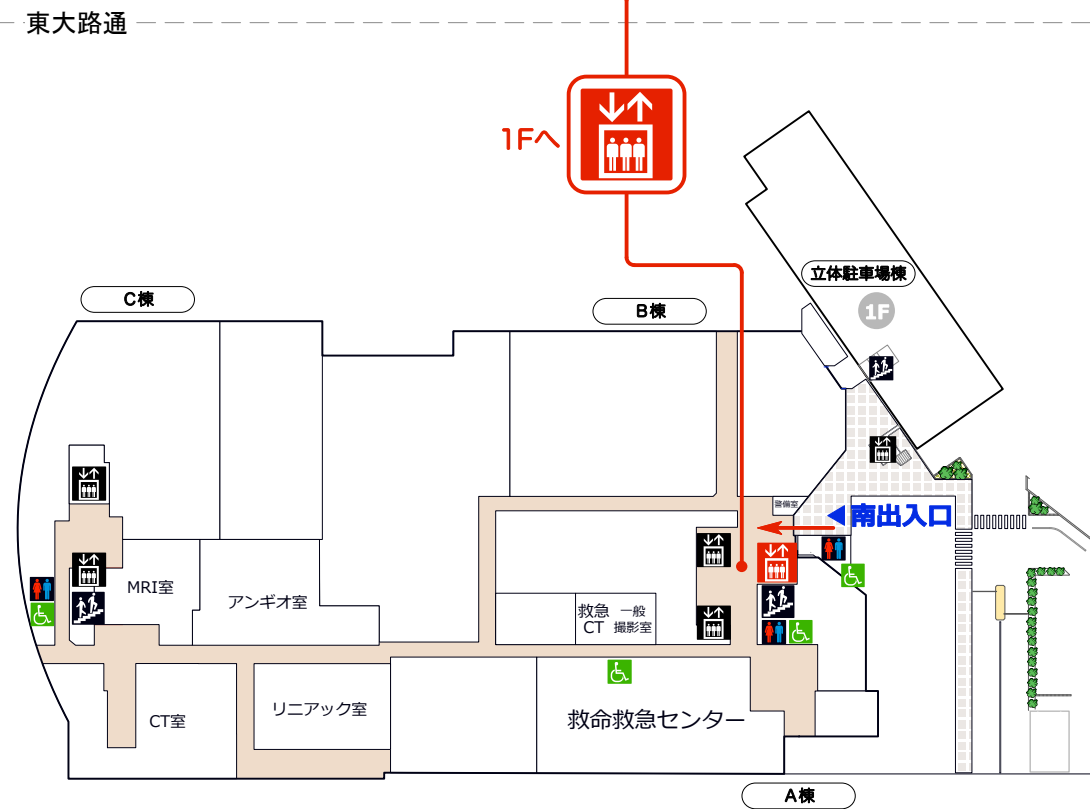 東大路通
1Fへ
立体駐車場棟
1F
C棟
B棟
警備室
南出入口
MRI室
アンギオ室
救急
CT
一般
撮影室
CT室
リニアック室
救命救急センター
A棟